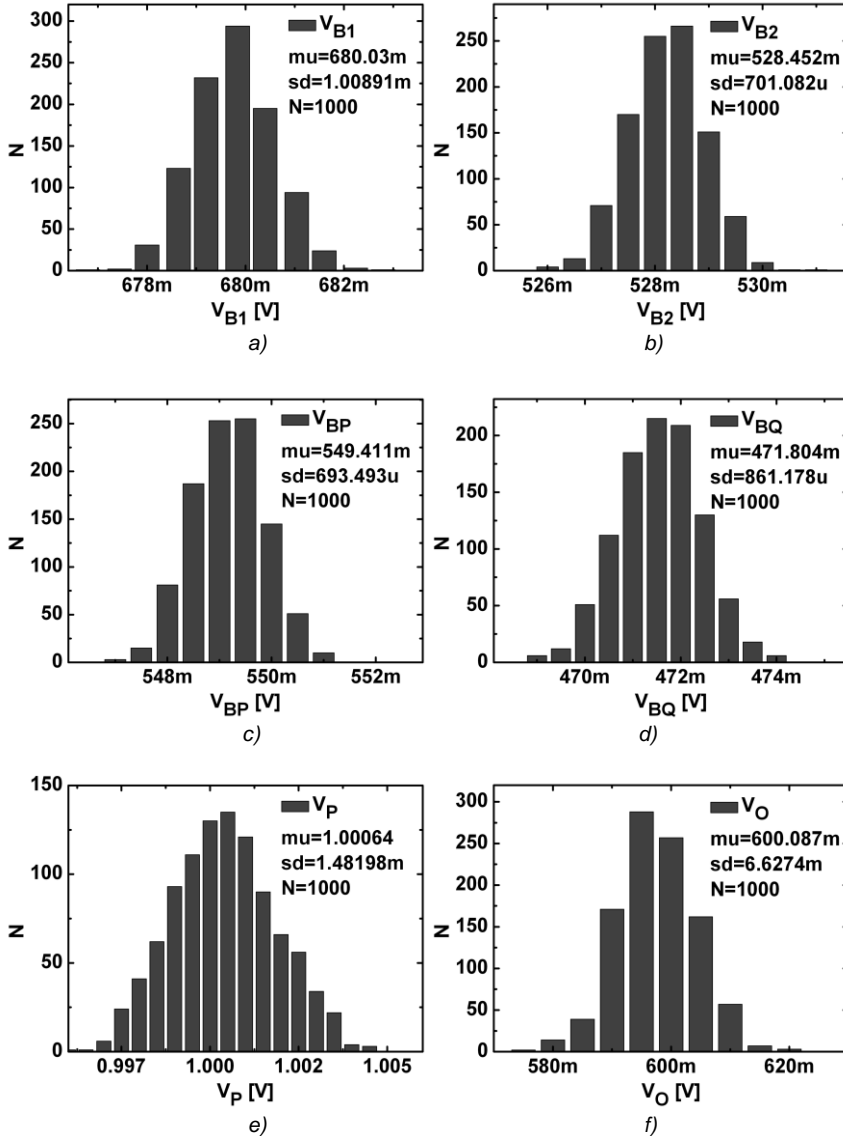 V_B1
mu=680.03m
sd=1.00891m
N=1000
300
250
200
150
100
50
0
N
678m 680m 682m
V_B1 [V]
a)
V_B2
mu=528.452m
sd=701.082u
N=1000
250
200
150
100
50
0
N
526m 528m 530m
V_B2 [V]
b)
V_BP
mu=549.411m
sd=693.493u
N=1000
250
200
150
100
50
0
N
548m 550m 552m
V_BP [V]
c)
V_BQ
mu=471.804m
sd=861.178u
N=1000
200
150
100
50
0
N
470m 472m 474m
V_BQ [V]
d)
V_P
mu=1.00064
sd=1.48198m
N=1000
150
100
50
0
N
0.997 1.000 1.002 1.005
V_P [V]
e)
V_O
mu=600.087m
sd=6.6274m
N=1000
300
250
200
150
100
50
0
N
580m 600m 620m
V_O [V]
f)